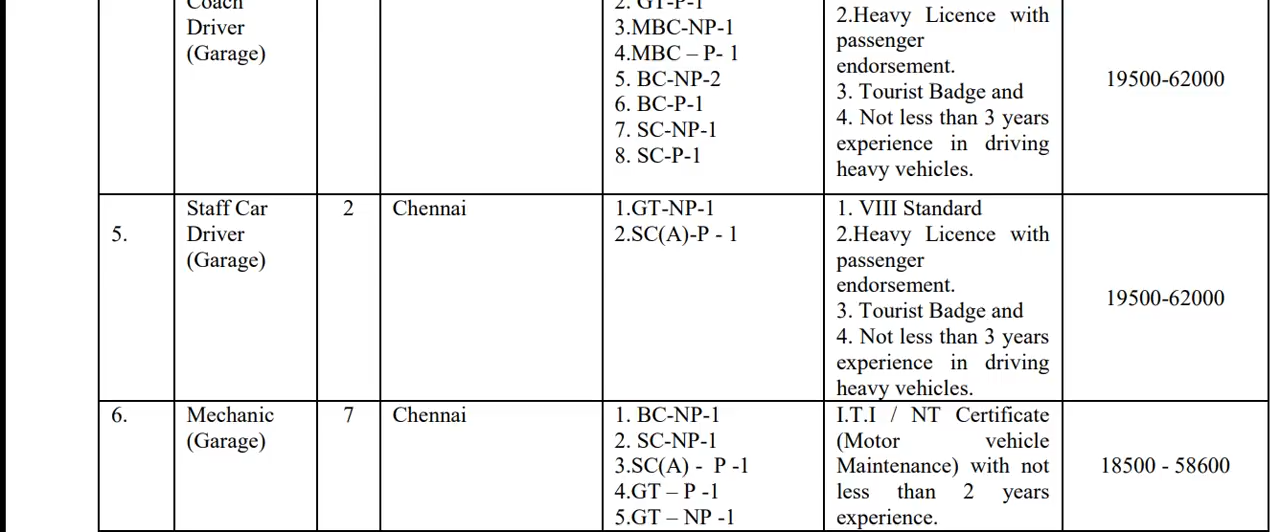 Coach
Driver
(Garage)
2. GT-P-1
3.MBC-NP-1
4.MBC – P- 1
5. BC-NP-2
6. BC-P-1
7. SC-NP-1
8. SC-P-1
2.Heavy Licence with
passenger
endorsement.
3. Tourist Badge and
4. Not less than 3 years
experience in driving
heavy vehicles.
19500-62000
5.
Staff Car
Driver
(Garage)
2
Chennai
1.GT-NP-1
2.SC(A)-P - 1
1. VIII Standard
2.Heavy Licence with
passenger
endorsement.
3. Tourist Badge and
4. Not less than 3 years
experience in driving
heavy vehicles.
19500-62000
6.
Mechanic
(Garage)
7
Chennai
1. BC-NP-1
2. SC-NP-1
3.SC(A) - P -1
4.GT – P -1
5.GT – NP -1
I.T.I / NT Certificate
(Motor vehicle
Maintenance) with not
less than 2 years
experience.
18500 - 58600